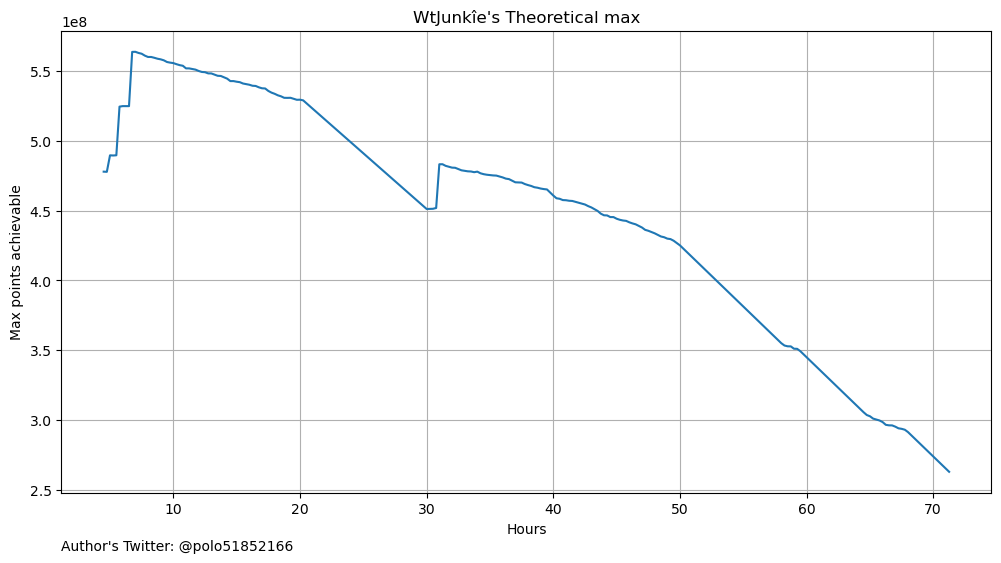 WtJunkîe's Theoretical max
1e8
5.5
5.0
4.5
4.0
3.5
3.0
2.5
Max points achievable
10 20 30 40 50 60 70
Hours
Author's Twitter: @polo51852166